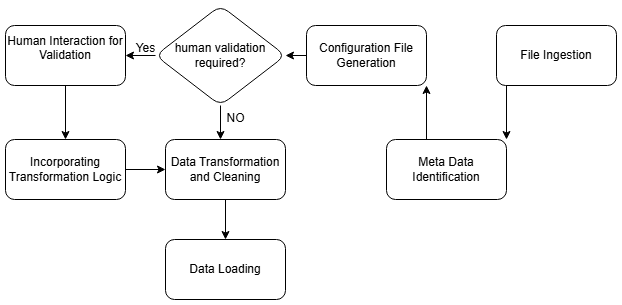 Human Interaction for
Validation
Yes
human validation
required?
Configuration File
Generation
File Ingestion
NO
Incorporating
Transformation Logic
Data Transformation
and Cleaning
Meta Data
Identification
Data Loading